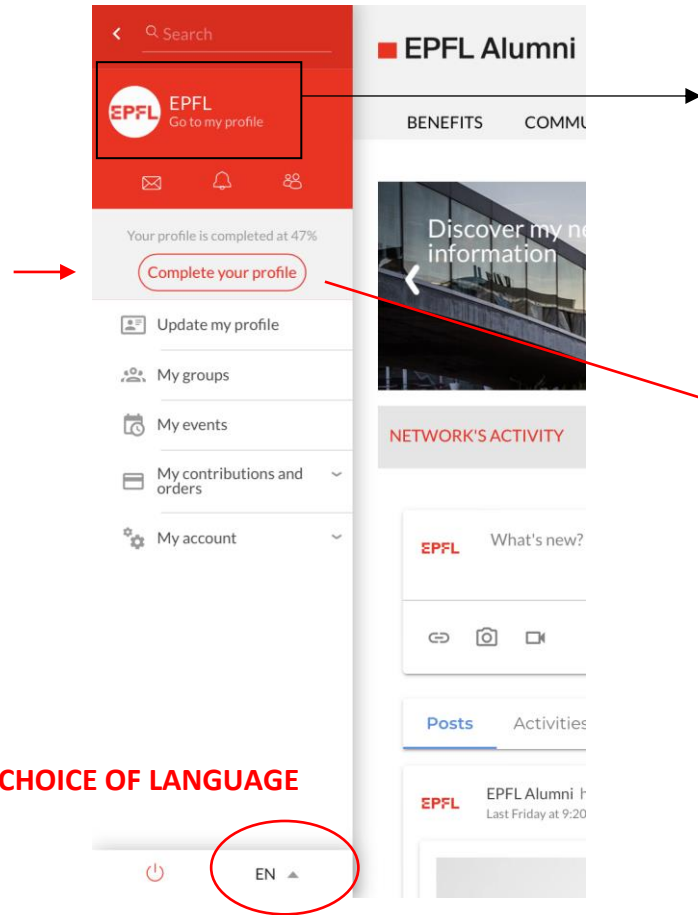 Search
EPFL Alumni
EPFL
EPFL
Go to my profile
BENEFITS
Your profile is completed at 47%
Complete your profile
Discover my
information
Update my profile
My groups
My events
NETWORK'S ACTIVITY
My contributions and
orders
My account
EPFL
What's new?
Posts
Activities
CHOICE OF LANGUAGE
EPFL
EPFL Alumni
Last Friday at 9:20
EN